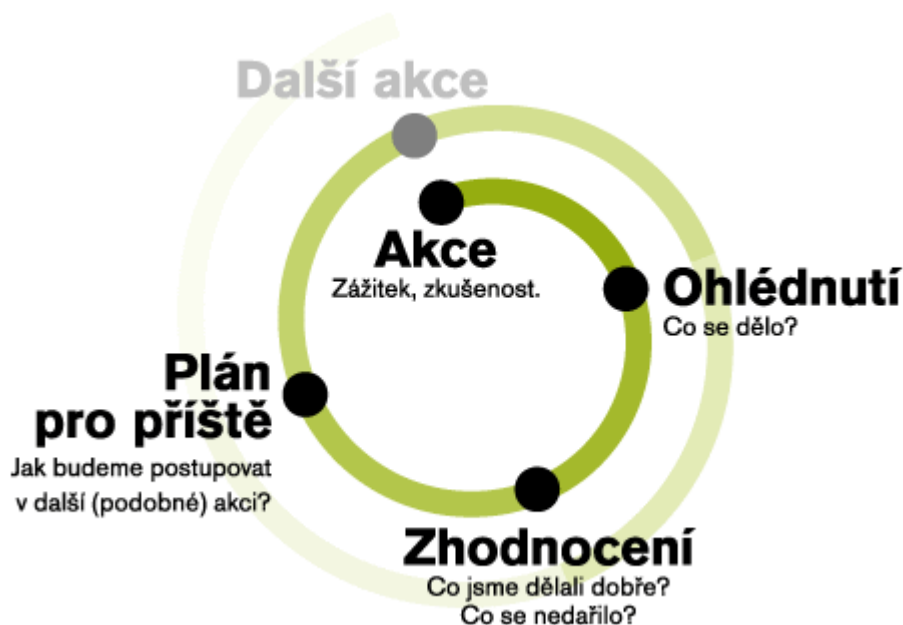 Další akce
Akce
Zážitek, zkušenost.
Ohlédnutí
Co se dělo?
Zhodnocení
Co jsme dělali dobře?
Co se nedařilo?
Plán
pro příště
Jak budeme postupovat
v další (podobné) akci?